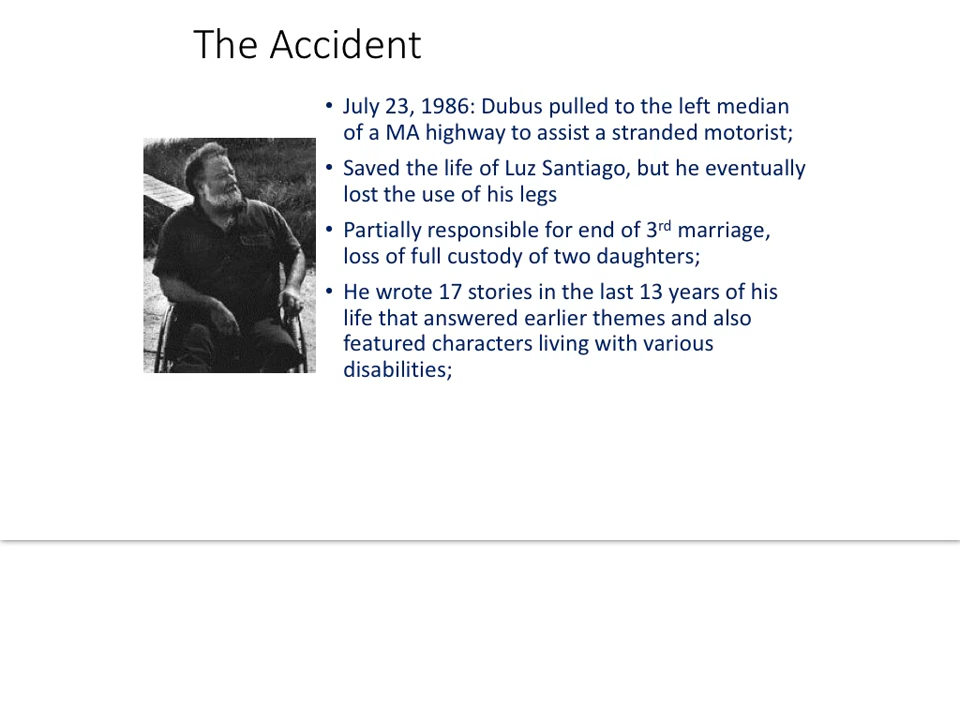 The Accident
• July 23, 1986: Dubus pulled to the left median
of a MA highway to assist a stranded motorist;
• Saved the life of Luz Santiago, but he eventually
lost the use of his legs
• Partially responsible for end of 3rd marriage,
loss of full custody of two daughters;
• He wrote 17 stories in the last 13 years of his
life that answered earlier themes and also
featured characters living with various
disabilities;